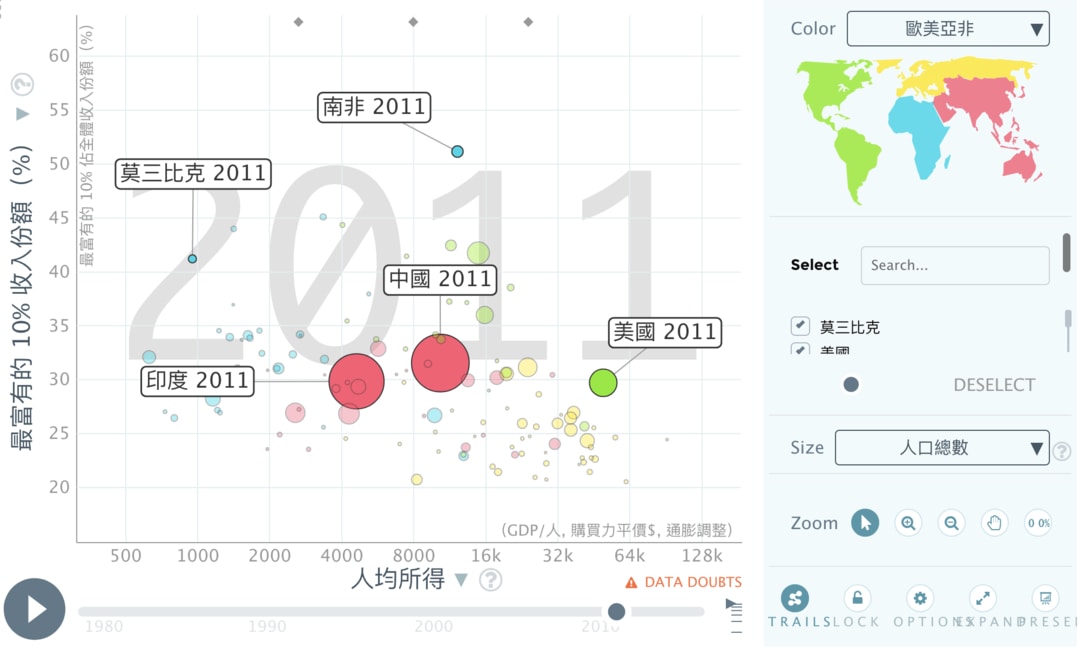 60
55
50
45
40
35
30
25
20
最富有的 10% 收入份額 (%)
最富有的 10% 佔全體收入份額 (%)
2011
南非 2011
莫三比克 2011
中國 2011
美國 2011
印度 2011
(GDP/人, 購買力平價$, 通膨調整)
500 1000 2000 4000 8000 16k 32k 64k 128k
人均所得 ▼ ?
DATA DOUBTS
1980 1990 2000 2010
Color 歐美亞非 ▼
Select Search...
莫三比克
美國
DESELECT
Size 人口總數 ▼ ?
Zoom 0 0%
TRAILS LOCK OPTIONS EXPAND PRESE